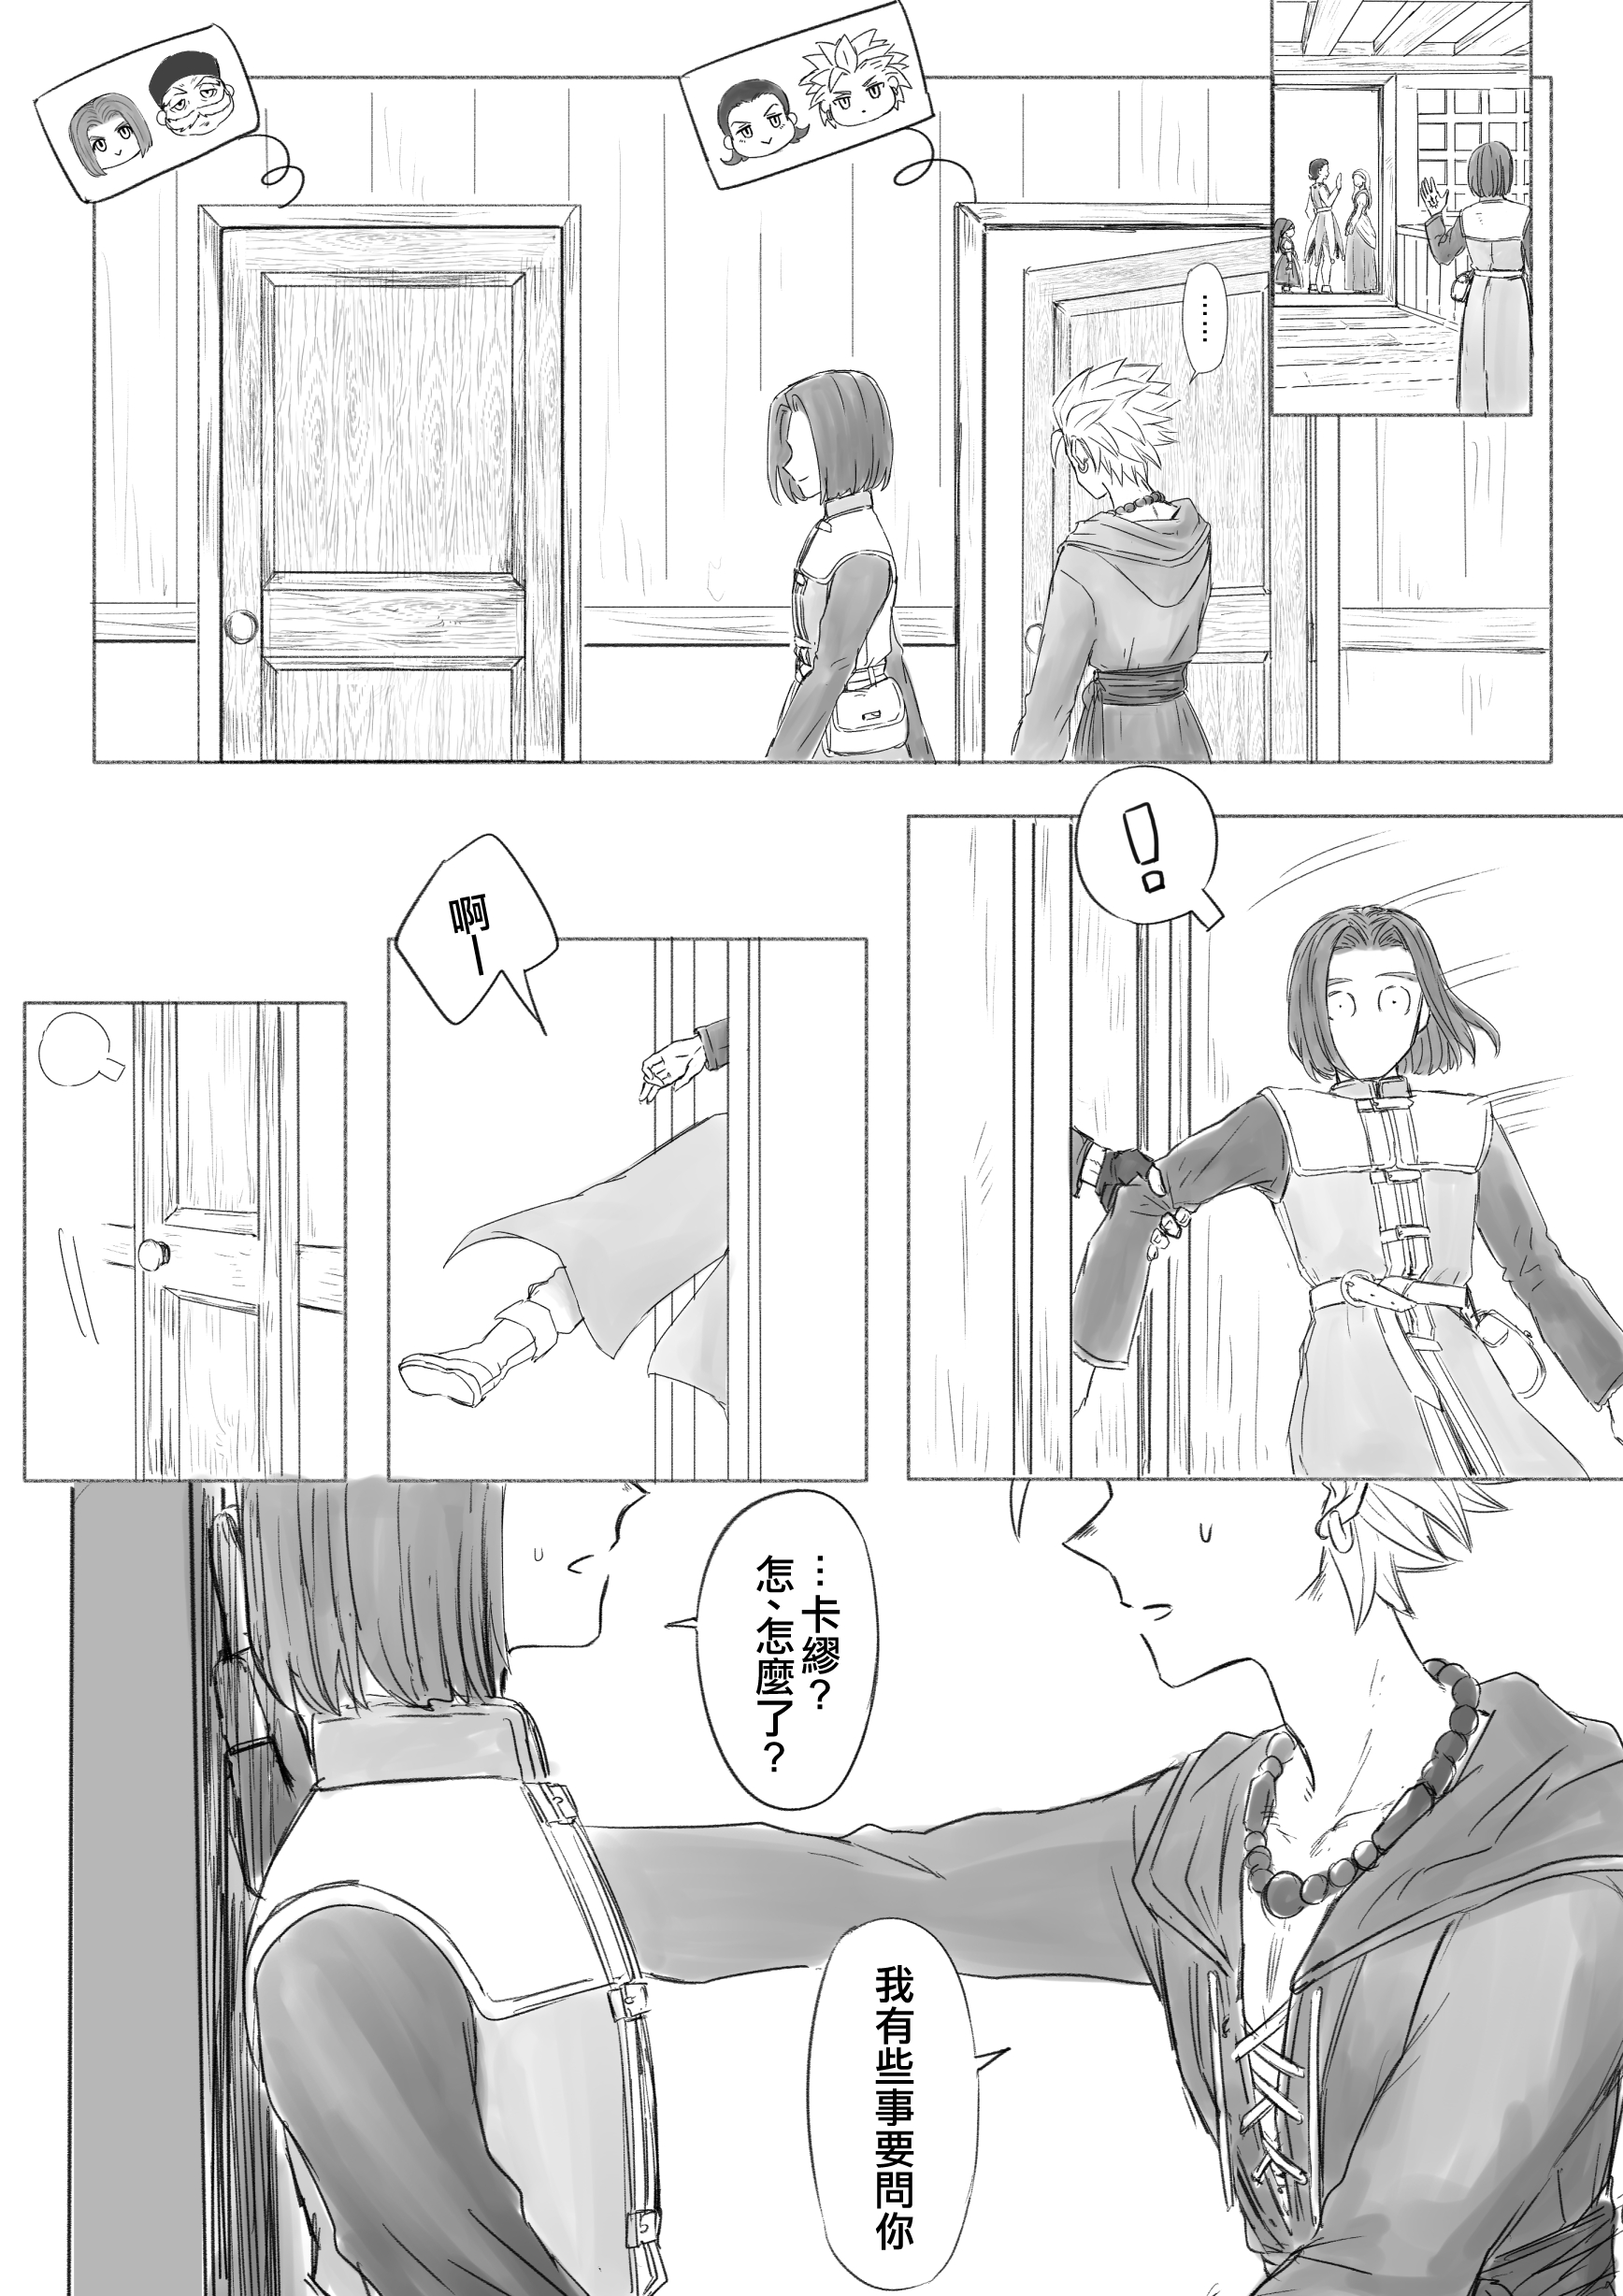 ……
！
啊
ー
…卡繆？
怎、怎麼了？
我有些事要問你